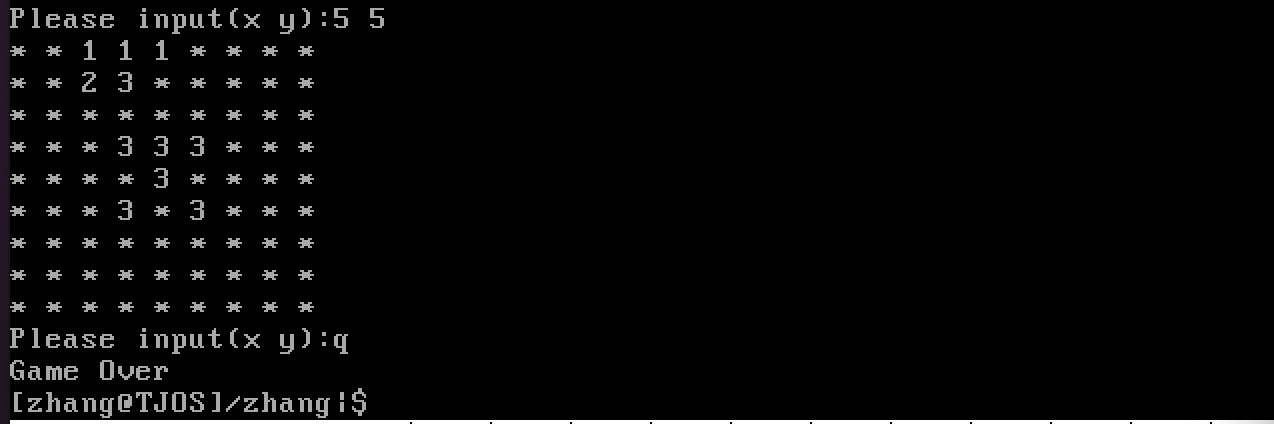 Please input(x y):5 5
* * 1 1 1 * * * *
* * 2 3 * * * * *
* * * * * * * * *
* * * 3 3 3 * * *
* * * * 3 * * * *
* * * 3 * 3 * * *
* * * * * * * * *
* * * * * * * * *
* * * * * * * * *
Please input(x y):q
Game Over
[zhang@TJOS]/zhang|$